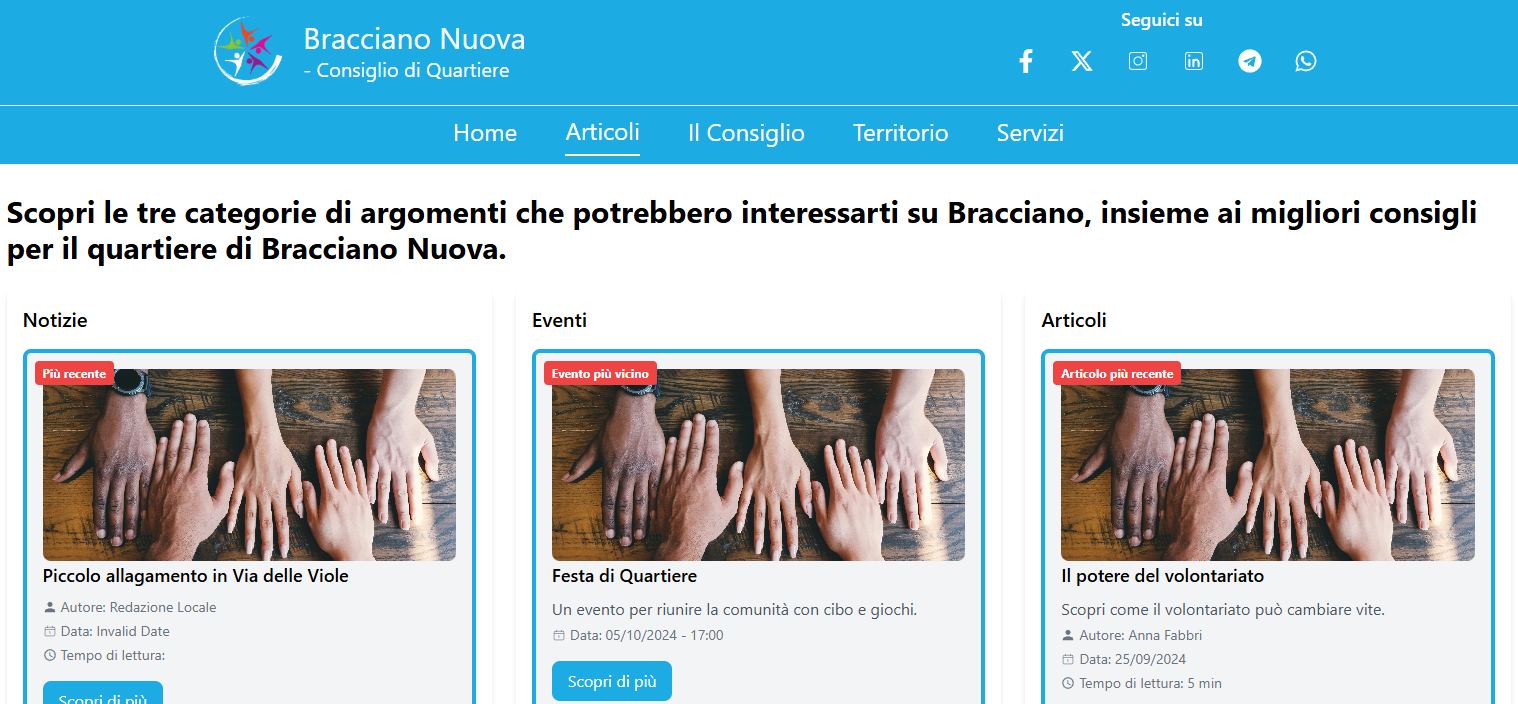 Bracciano Nuova
- Consiglio di Quartiere
Seguici su
Home
Articoli
Il Consiglio
Territorio
Servizi
Scopri le tre categorie di argomenti che potrebbero interessarti su Bracciano, insieme ai migliori consigli
per il quartiere di Bracciano Nuova.
Notizie
Più recente
Piccolo allagamento in Via delle Viole
Autore: Redazione Locale
Data: Invalid Date
Tempo di lettura:
Scopri di più
Eventi
Evento più vicino
Festa di Quartiere
Un evento per riunire la comunità con cibo e giochi.
Data: 05/10/2024 - 17:00
Scopri di più
Articoli
Articolo più recente
Il potere del volontariato
Scopri come il volontariato può cambiare vite.
Autore: Anna Fabbri
Data: 25/09/2024
Tempo di lettura: 5 min